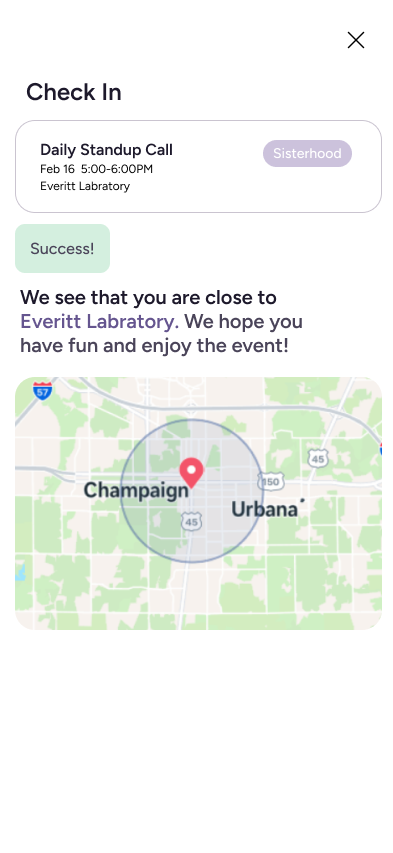 Check In
Daily Standup Call
Sisterhood
Feb 16 5:00-6:00PM
Everitt Labratory
Success!
We see that you are close to
Everitt Labratory. We hope you
have fun and enjoy the event!
57
45
150
Champaign
Urbana
45